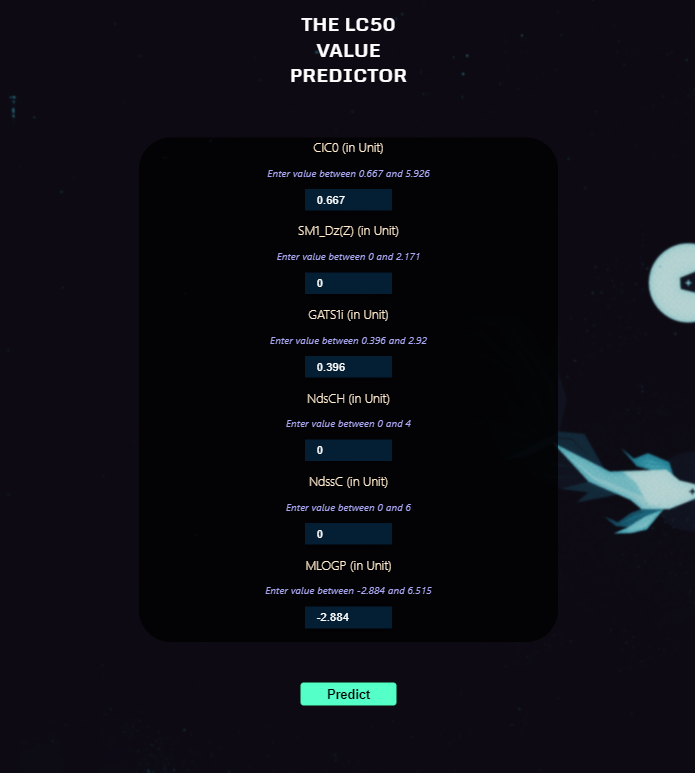 THE LC50
VALUE
PREDICTOR
CIC0 (in Unit)
Enter value between 0.667 and 5.926
0.667
SM1_Dz(Z) (in Unit)
Enter value between 0 and 2.171
0
GATS1i (in Unit)
Enter value between 0.396 and 2.92
0.396
NdsCH (in Unit)
Enter value between 0 and 4
0
NdssC (in Unit)
Enter value between 0 and 6
0
MLOGP (in Unit)
Enter value between -2.884 and 6.515
-2.884
Predict